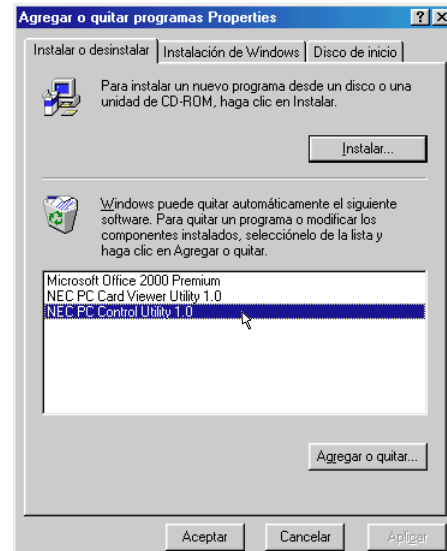 Agregar o quitar programas Properties
Instalar o desinstalar
Instalación de Windows
Disco de inicio
Para instalar un nuevo programa desde un disco o una
unidad de CD-ROM, haga clic en Instalar.
Instalar...
Windows puede quitar automáticamente el siguiente
software. Para quitar un programa o modificar los
componentes instalados, selecciónelo de la lista y
haga clic en Agregar o quitar.
Microsoft Office 2000 Premium
NEC PC Card Viewer Utility 1.0
NEC PC Control Utility 1.0
Agregar o quitar...
Aceptar
Cancelar
Aplicar